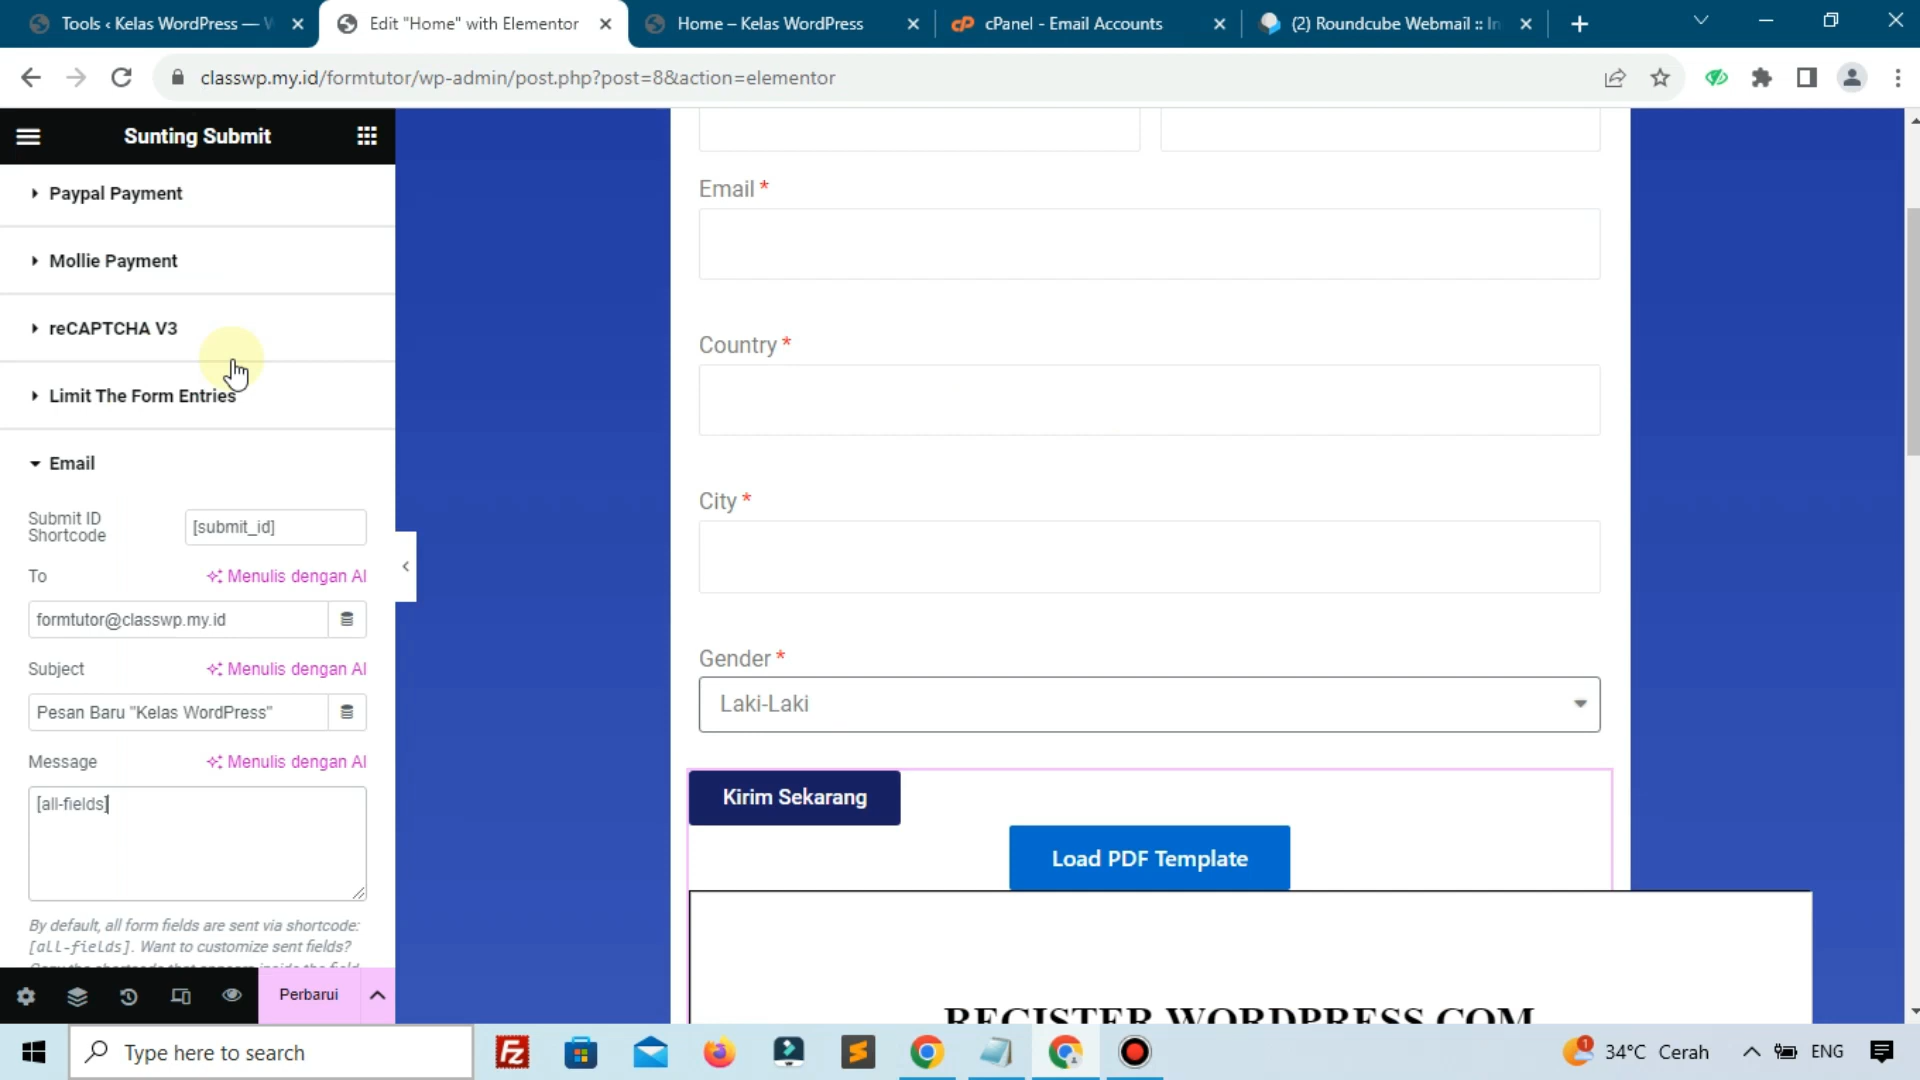 Tools ‹ Kelas WordPress — W
Edit "Home" with Elementor
Home – Kelas WordPress
cPanel - Email Accounts
(2) Roundcube Webmail :: In
classwp.my.id/formtutor/wp-admin/post.php?post=8&action=elementor
Sunting Submit
Paypal Payment
Mollie Payment
reCAPTCHA V3
Limit The Form Entries
Email
Submit ID Shortcode
[submit_id]
To
Menulis dengan AI
formtutor@classwp.my.id
Subject
Menulis dengan AI
Pesan Baru "Kelas WordPress"
Message
Menulis dengan AI
[all-fields]
By default, all form fields are sent via shortcode:
[all-fields]. Want to customize sent fields?
Perbarui
Email *
Country *
City *
Gender *
Laki-Laki
Kirim Sekarang
Load PDF Template
REGISTER WORDPRESS.COM
Type here to search
1
34°C Cerah
ENG